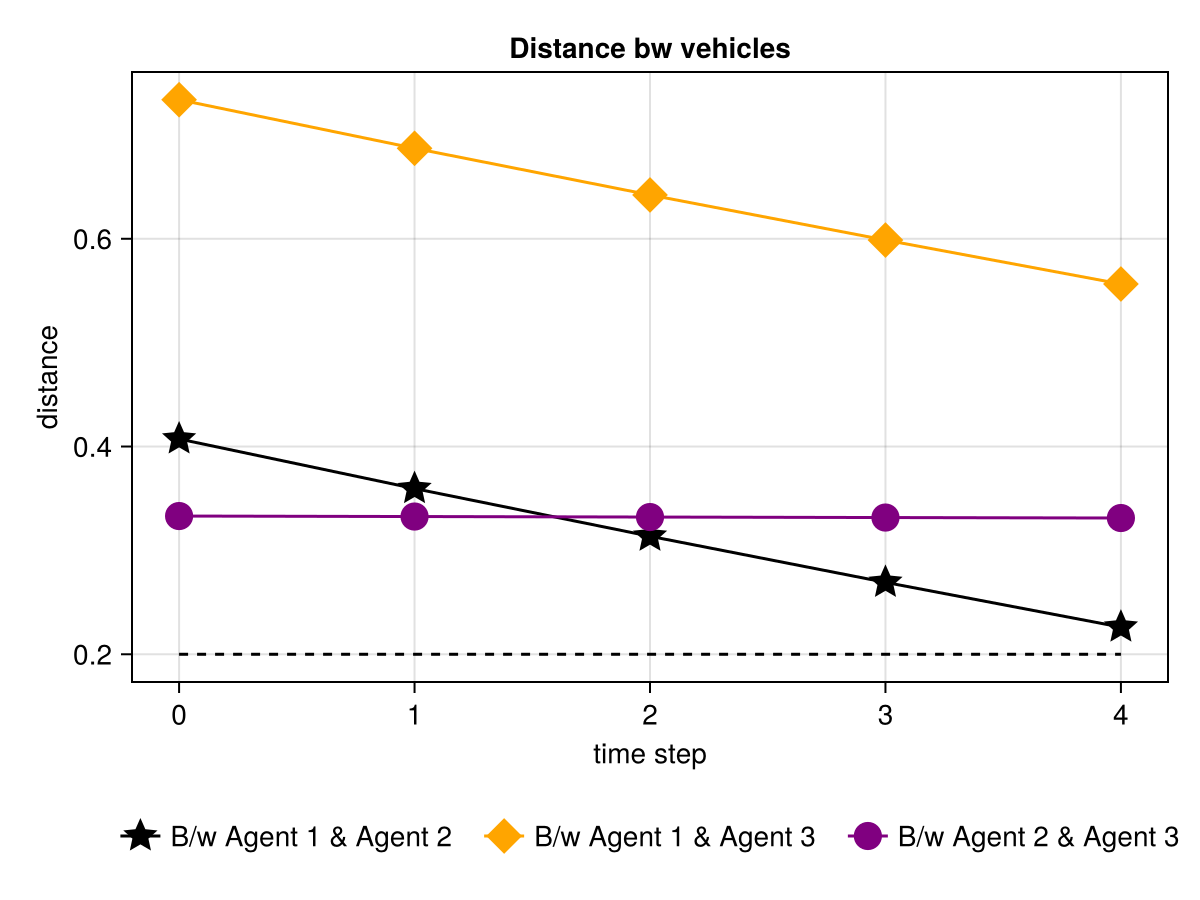 Distance bw vehicles
distance
0.6
0.4
0.2
0 1 2 3 4
time step
B/w Agent 1 & Agent 2 B/w Agent 1 & Agent 3 B/w Agent 2 & Agent 3